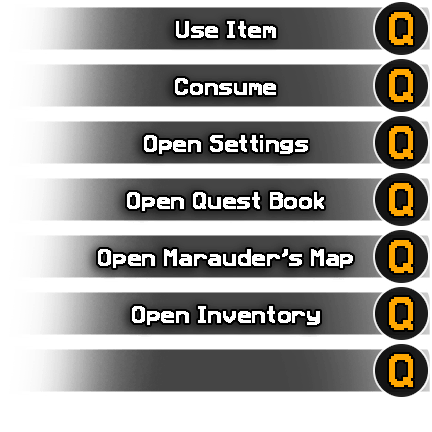 Use Item Q
Consume Q
Open Settings Q
Open Quest Book Q
Open Marauder's Map Q
Open Inventory Q
Q